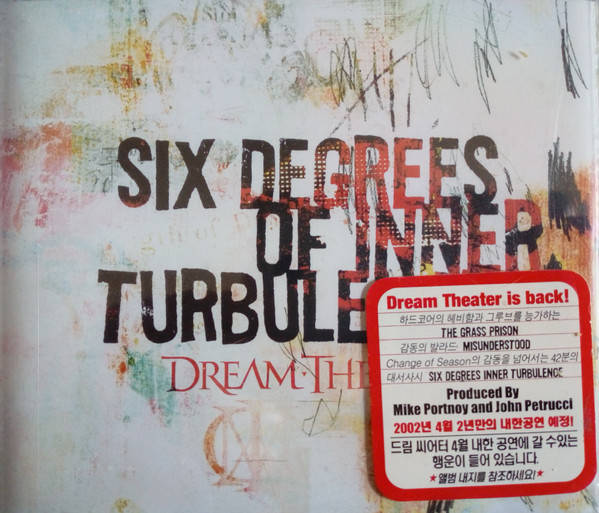 SIX DEGREES
OF INNER
TURBULE
DREAM THE
Dream Theater is back!
하드코어의 헤비함과 그루브를 능가하는
THE GRASS PRISON
감동의 발라드 MISUNDERSTOOD
Change of Season의 감동을 넘어서는 42분의
대서사시 SIX DEGREES INNER TURBULENCE
Produced By
Mike Portnoy and John Petrucci
2002년 4월 2년만의 내한공연 예정!
드림 씨어터 4월 내한 공연에 갈 수있는
행운이 들어 있습니다.
★앨범 내지를 참조하세요!★